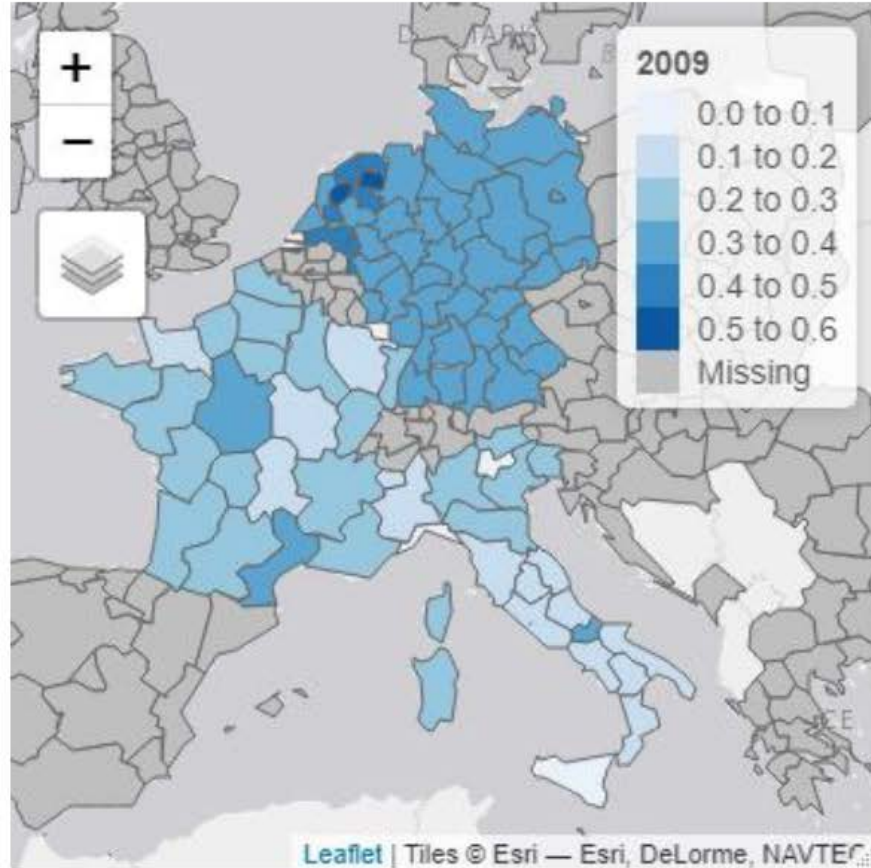 +
−
2009
0.0 to 0.1
0.1 to 0.2
0.2 to 0.3
0.3 to 0.4
0.4 to 0.5
0.5 to 0.6
Missing
Leaflet | Tiles © Esri — Esri, DeLorme, NAVTEC